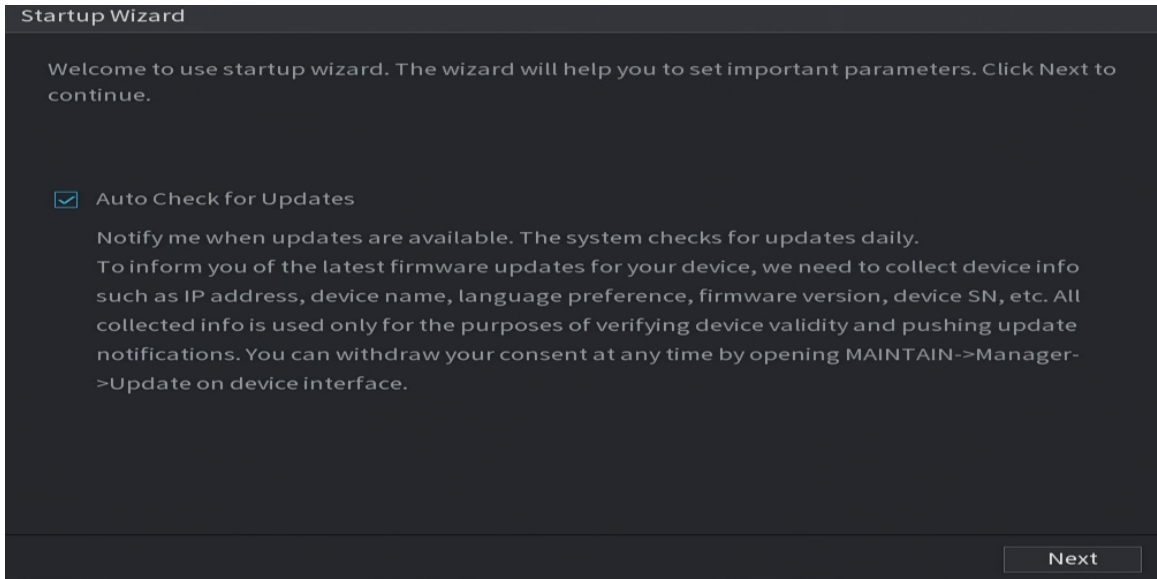 Startup Wizard
Welcome to use startup wizard. The wizard will help you to set important parameters. Click Next to
continue.
Auto Check for Updates
Notify me when updates are available. The system checks for updates daily.
To inform you of the latest firmware updates for your device, we need to collect device info
such as IP address, device name, language preference, firmware version, device SN, etc. All
collected info is used only for the purposes of verifying device validity and pushing update
notifications. You can withdraw your consent at any time by opening MAINTAIN->Manager-
>Update on device interface.
Next